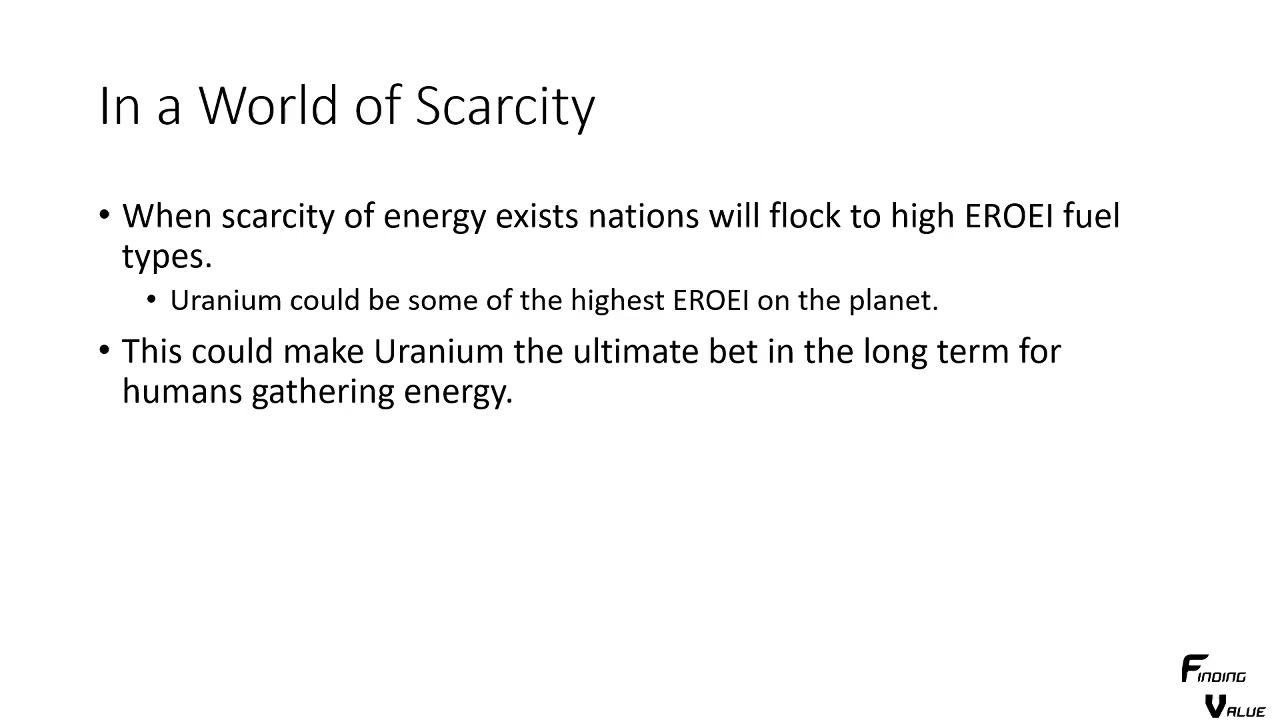 In a World of Scarcity
• When scarcity of energy exists nations will flock to high EROEI fuel
types.
• Uranium could be some of the highest EROEI on the planet.
• This could make Uranium the ultimate bet in the long term for
humans gathering energy.
Finding
Value